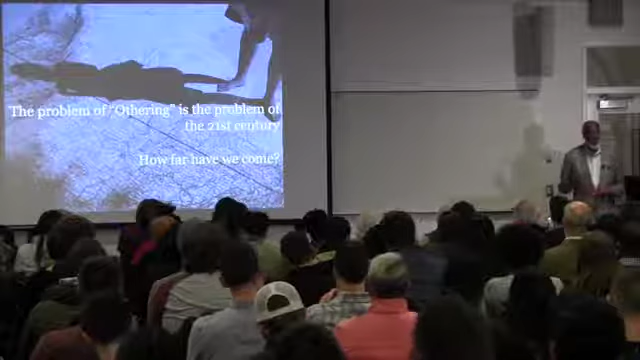 The problem of "Othering" is the problem of
the 21st century
How far have we come?